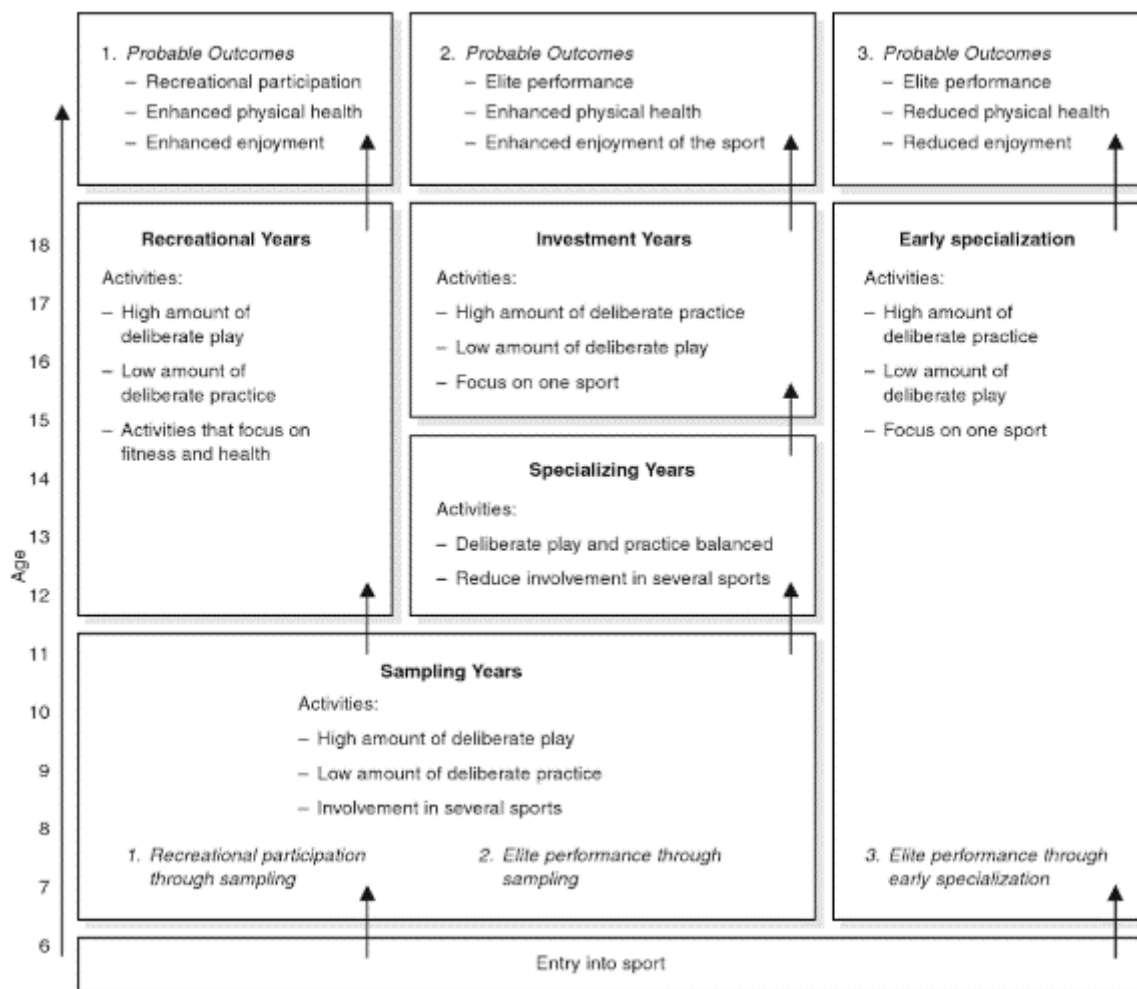 1. Probable Outcomes
– Recreational participation
– Enhanced physical health
– Enhanced enjoyment
2. Probable Outcomes
– Elite performance
– Enhanced physical health
– Enhanced enjoyment of the sport
3. Probable Outcomes
– Elite performance
– Reduced physical health
– Reduced enjoyment
Recreational Years
Activities:
– High amount of
deliberate play
– Low amount of
deliberate practice
– Activities that focus on
fitness and health
Investment Years
Activities:
– High amount of deliberate practice
– Low amount of deliberate play
– Focus on one sport
Early specialization
Activities:
– High amount of
deliberate practice
– Low amount of
deliberate play
– Focus on one sport
Specializing Years
Activities:
– Deliberate play and practice balanced
– Reduce involvement in several sports
Sampling Years
Activities:
– High amount of deliberate play
– Low amount of deliberate practice
– Involvement in several sports
1. Recreational participation
through sampling
2. Elite performance through
sampling
3. Elite performance through
early specialization
Entry into sport
Age
18
17
16
15
14
13
12
11
10
9
8
7
6